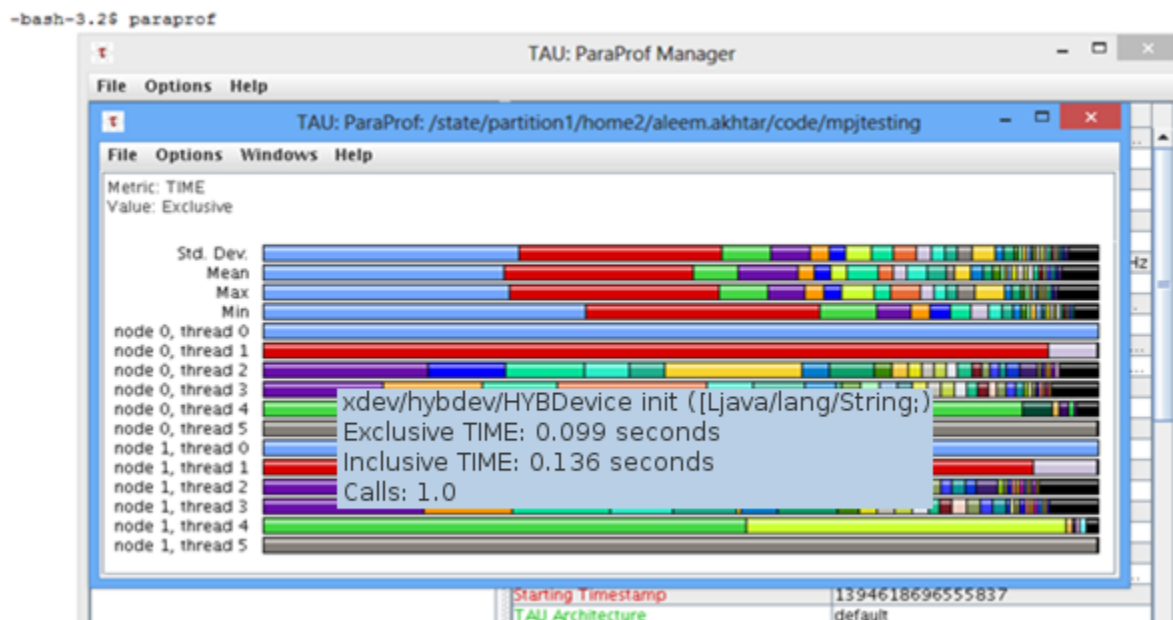 -bash-3.2$ paraprof
TAU: ParaProf Manager
File Options Help
TAU: ParaProf: /state/partition1/home2/aleem.akhtar/code/mpjtesting
File Options Windows Help
Metric: TIME
Value: Exclusive
Std. Dev.
Mean
Max
Min
node 0, thread 0
node 0, thread 1
node 0, thread 2
node 0, thread 3
node 0, thread 4
node 0, thread 5
node 1, thread 0
node 1, thread 1
node 1, thread 2
node 1, thread 3
node 1, thread 4
node 1, thread 5
xdev/hybdev/HYBDevice init ([Ljava/lang/String;)
Exclusive TIME: 0.099 seconds
Inclusive TIME: 0.136 seconds
Calls: 1.0
Hz
Starting Timestamp 1394618696555837
TAU Architecture default